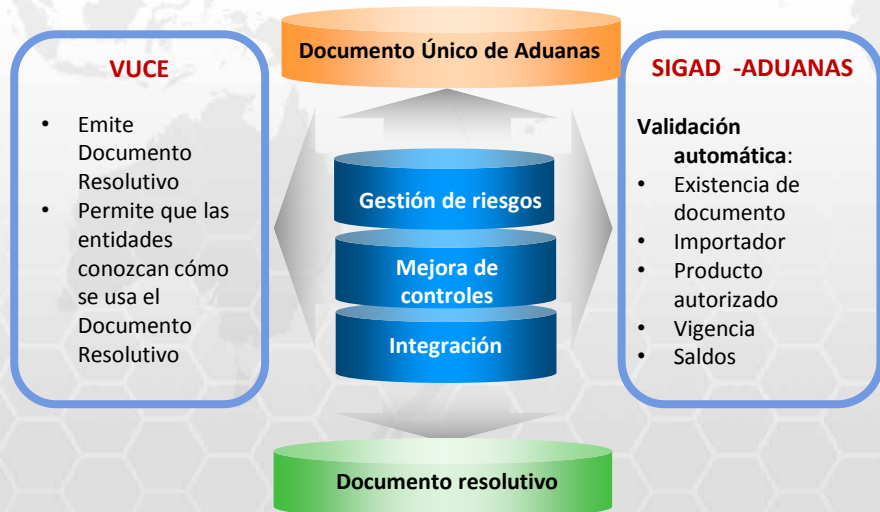 Documento Único de Aduanas
VUCE
• Emite
Documento
Resolutivo
• Permite que las
entidades
conozcan cómo
se usa el
Documento
Resolutivo
Gestión de riesgos
Mejora de
controles
Integración
SIGAD -ADUANAS
Validación
automática:
• Existencia de
documento
• Importador
• Producto
autorizado
• Vigencia
• Saldos
Documento resolutivo